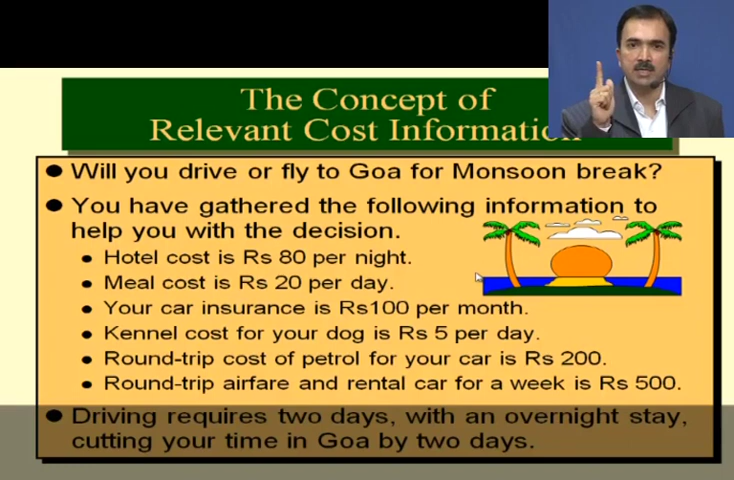 The Concept of
Relevant Cost Information
Will you drive or fly to Goa for Monsoon break?
You have gathered the following information to
help you with the decision.
Hotel cost is Rs 80 per night.
Meal cost is Rs 20 per day.
Your car insurance is Rs100 per month.
Kennel cost for your dog is Rs 5 per day.
Round-trip cost of petrol for your car is Rs 200.
Round-trip airfare and rental car for a week is Rs 500.
Driving requires two days, with an overnight stay,
cutting your time in Goa by two days.